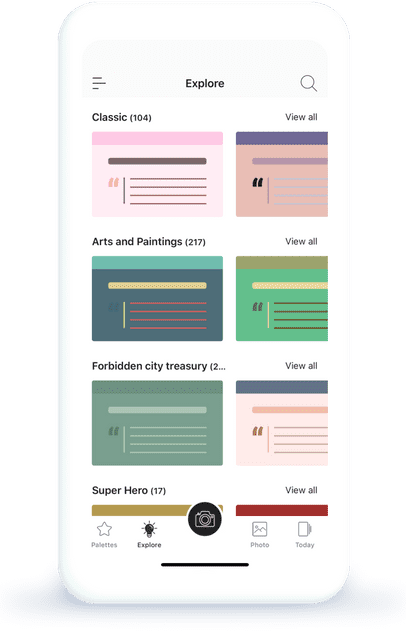 Explore
Classic (104) View all
Arts and Paintings (217) View all
Forbidden city treasury (2... View all
Super Hero (17) View all
Palettes Explore Photo Today